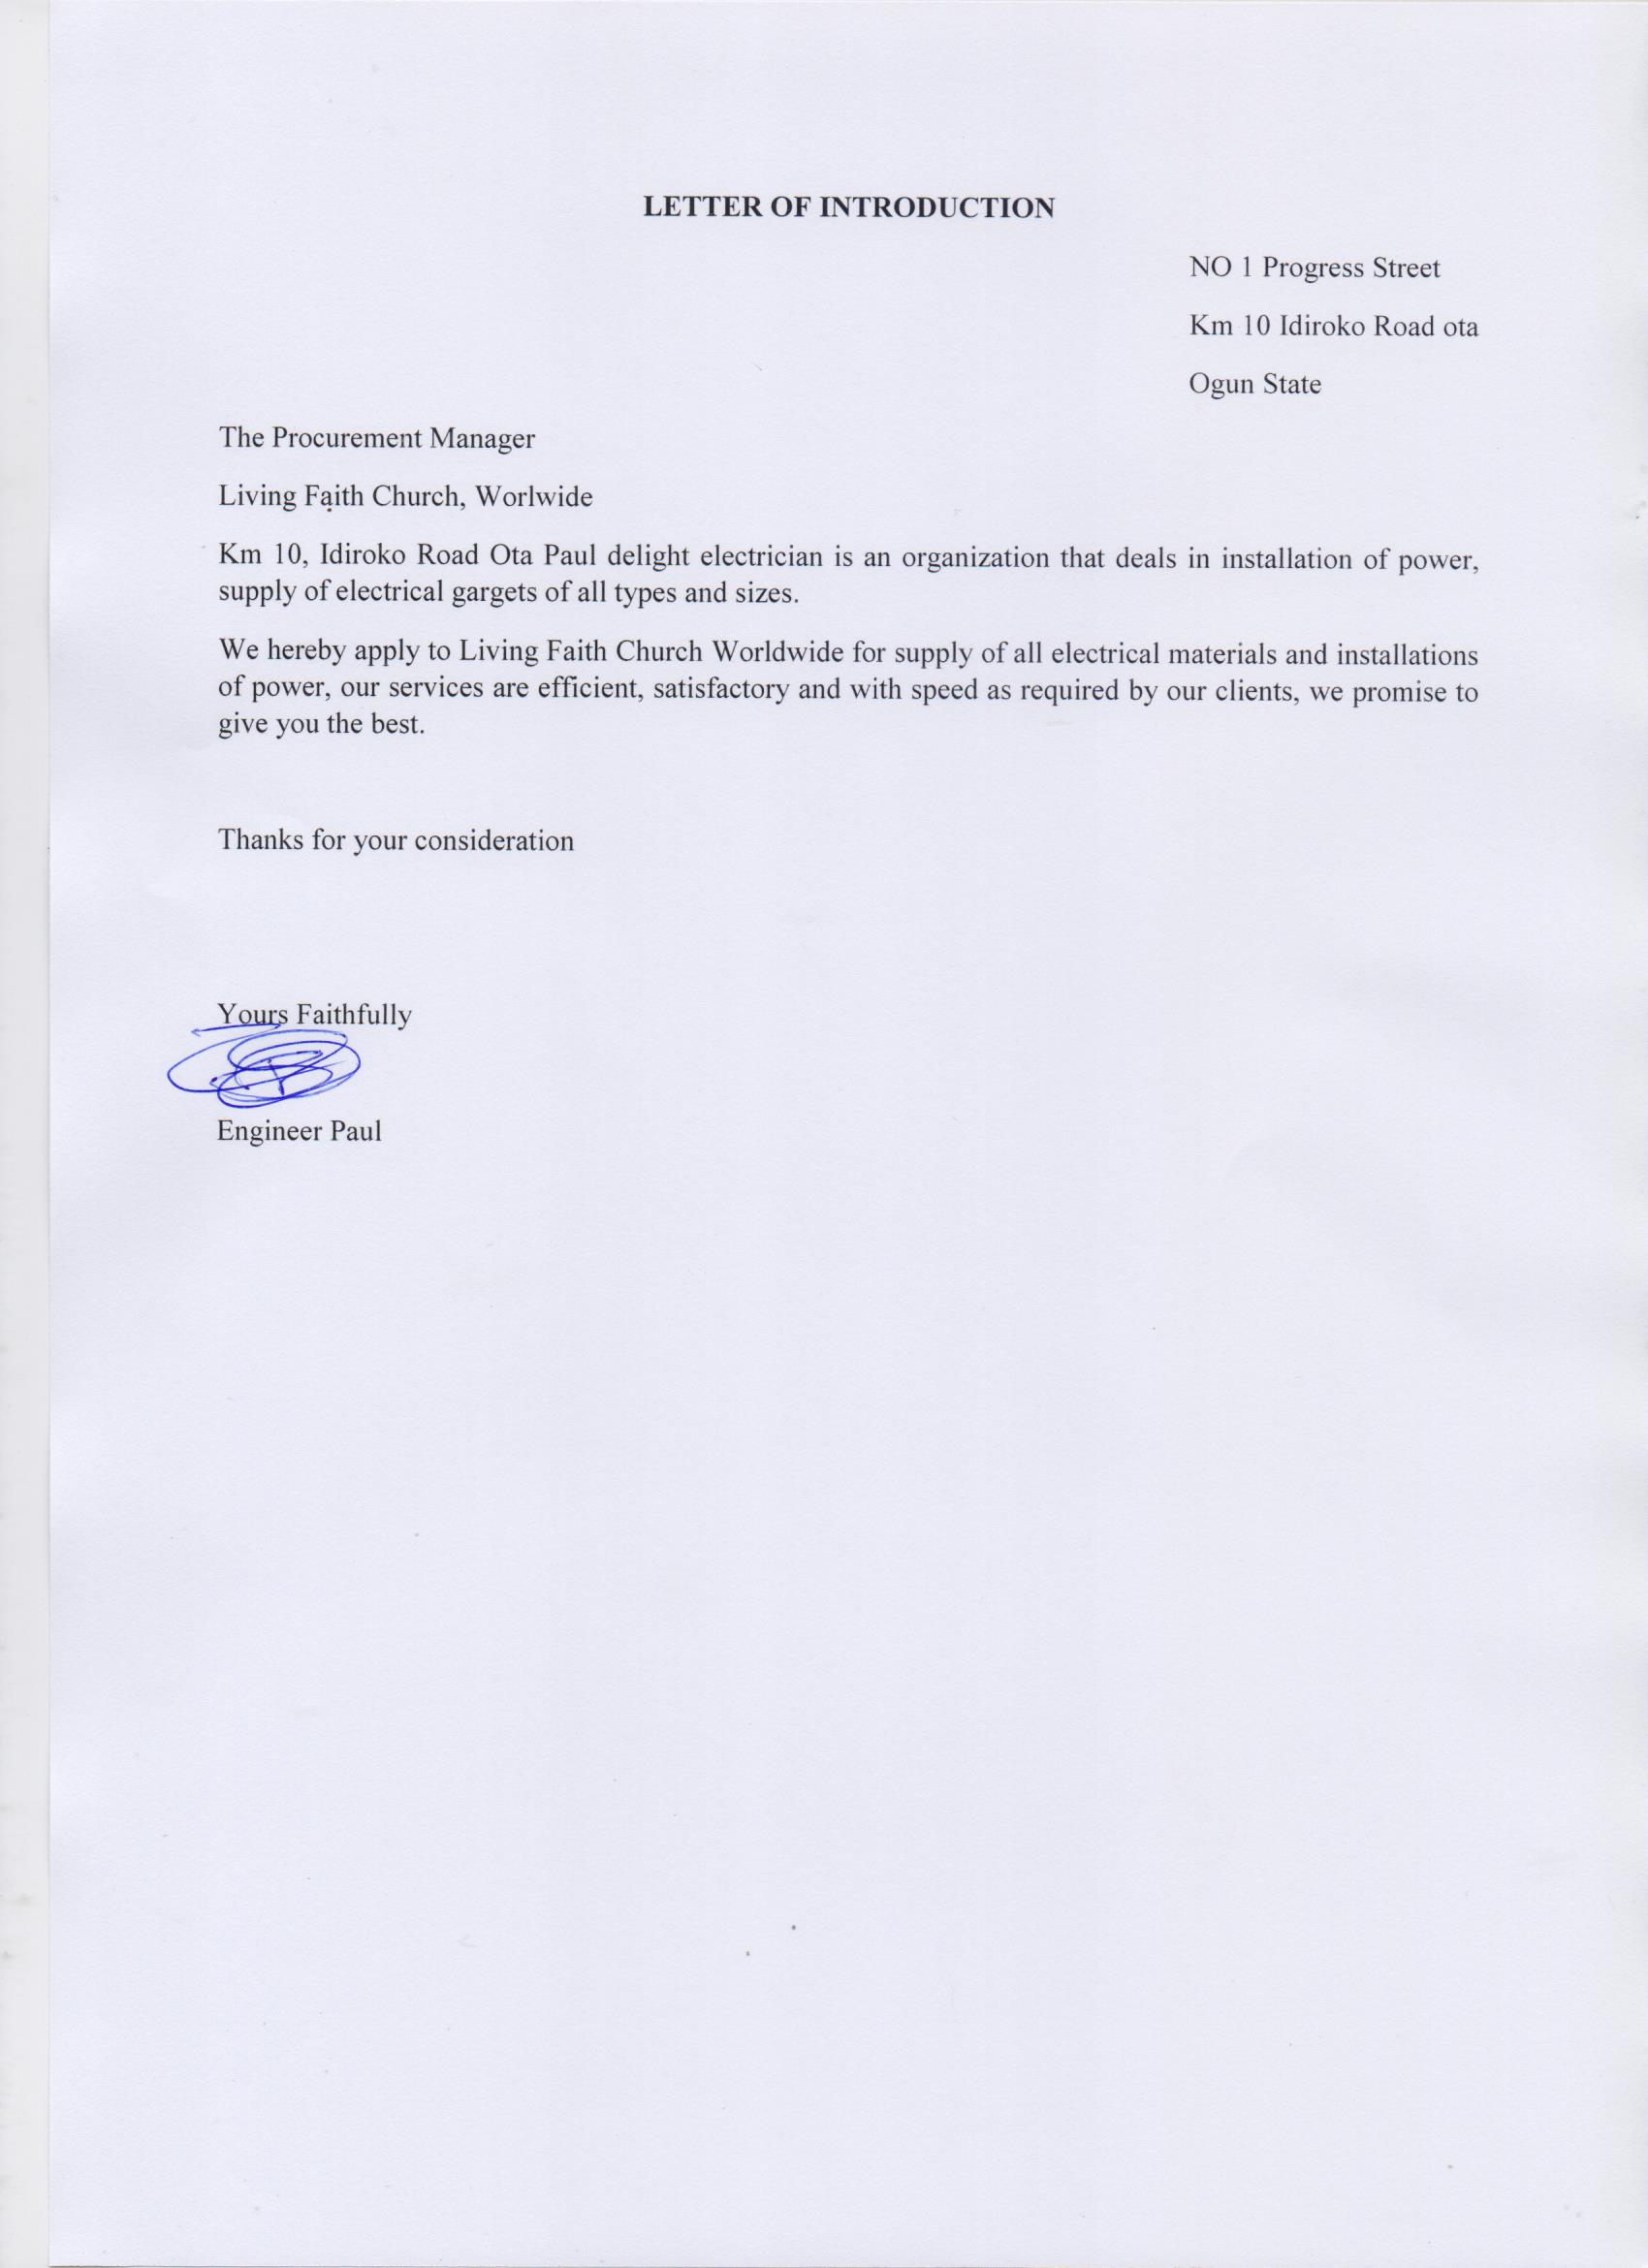 LETTER OF INTRODUCTION
NO 1 Progress Street
Km 10 Idiroko Road ota
Ogun State
The Procurement Manager
Living Faith Church, Worlwide
Km 10, Idiroko Road Ota Paul delight electrician is an organization that deals in installation of power,
supply of electrical gargets of all types and sizes.
We hereby apply to Living Faith Church Worldwide for supply of all electrical materials and installations
of power, our services are efficient, satisfactory and with speed as required by our clients, we promise to
give you the best.
Thanks for your consideration
Yours Faithfully
Engineer Paul